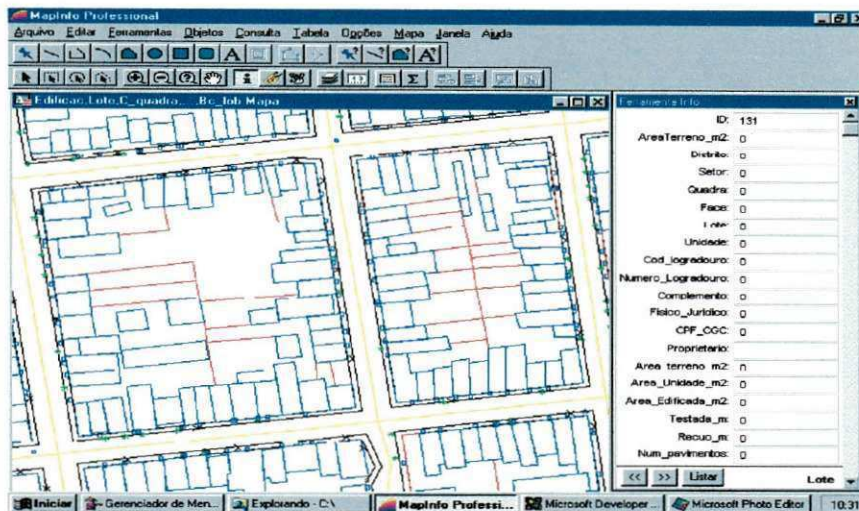 MapInfo Professional
Arquivo Editar Ferramentas Objetos Consulta Tabela Opções Mapa Janela Ajuda
Edificao,Lote,C_quadra,...,Bc_lob Mapa
Ferramenta Info
ID: 131
AreaTerreno_m2: 0
Distrito: 0
Setor: 0
Quadra: 0
Face: 0
Lote: 0
Unidade: 0
Cod_logradouro: 0
Numero_Logradouro: 0
Complemento: 0
Fisico_Juridico: 0
CPF_CGC: 0
Proprietario:
Area_terreno_m2: 0
Area_Unidade_m2: 0
Area_Edificada_m2: 0
Testada_m: 0
Recuo_m: 0
Num_pavimentos: 0
<< >> Listar Lote
Iniciar Gerenciador de Men... Explorando - C:\ MapInfo Professi... Microsoft Developer ... Microsoft Photo Editor 10:31